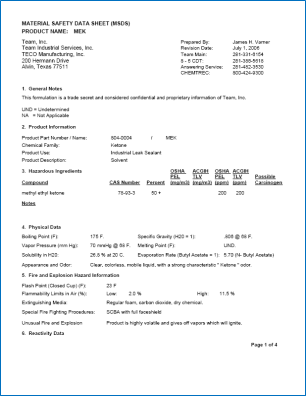 MATERIAL SAFETY DATA SHEET (MSDS)
PRODUCT NAME: MEK
Team, Inc. Prepared By: James H. Varner
Team Industrial Services, Inc. Revision Date: July 1, 2006
TECO Manufacturing, Inc. Team Main: 281-331-6154
200 Hermann Drive 8 - 5 CDT: 281-388-5618
Alvin, Texas 77511 Answering Service: 281-482-3530
CHEMTREC: 800-424-9300
1. General Notes
This formulation is a trade secret and considered confidential and proprietary information of Team, Inc.
UND = Undetermined
NA = Not Applicable
2. Product Information
Product Part Number / Name: 804-0004 / MEK
Chemical Family: Ketone
Product Use: Industrial Leak Sealant
Product Description: Solvent
3. Hazardous Ingredients OSHA ACGIH OSHA ACGIH
PEL TLV PEL TLV Possible
Compound CAS Number Percent (mg/m3) (mg/m3) (ppm) (ppm) Carcinogen
methyl ethyl ketone 78-93-3 50 + 200 200
Notes
4. Physical Data
Boiling Point (F): 175 F. Specific Gravity (H20 = 1): .805 @ 68 F.
Vapor Pressure (mm Hg): 70 mmHg @ 68 F. Melting Point (F): UND.
Solubility in H20: 26.8 % at 20 C. Evaporation Rate (Butyl Acetate = 1): 5.70 (N- Butyl Acetate)
Appearance and Odor: Clear, colorless, mobile liquid, with a strong characteristic " Ketone " odor.
5. Fire and Explosion Hazard Information
Flash Point (Closed Cup) (F): 23 F
Flammability Limits in Air (%): Low: 2.0 % High: 11.5 %
Extinguishing Media: Regular foam, carbon dioxide, dry chemical.
Special Fire Fighting Procedures: SCBA with full faceshield
Unusual Fire and Explosion Product is highly volatile and gives off vapors which will ignite.
6. Reactivity Data
Page 1 of 4